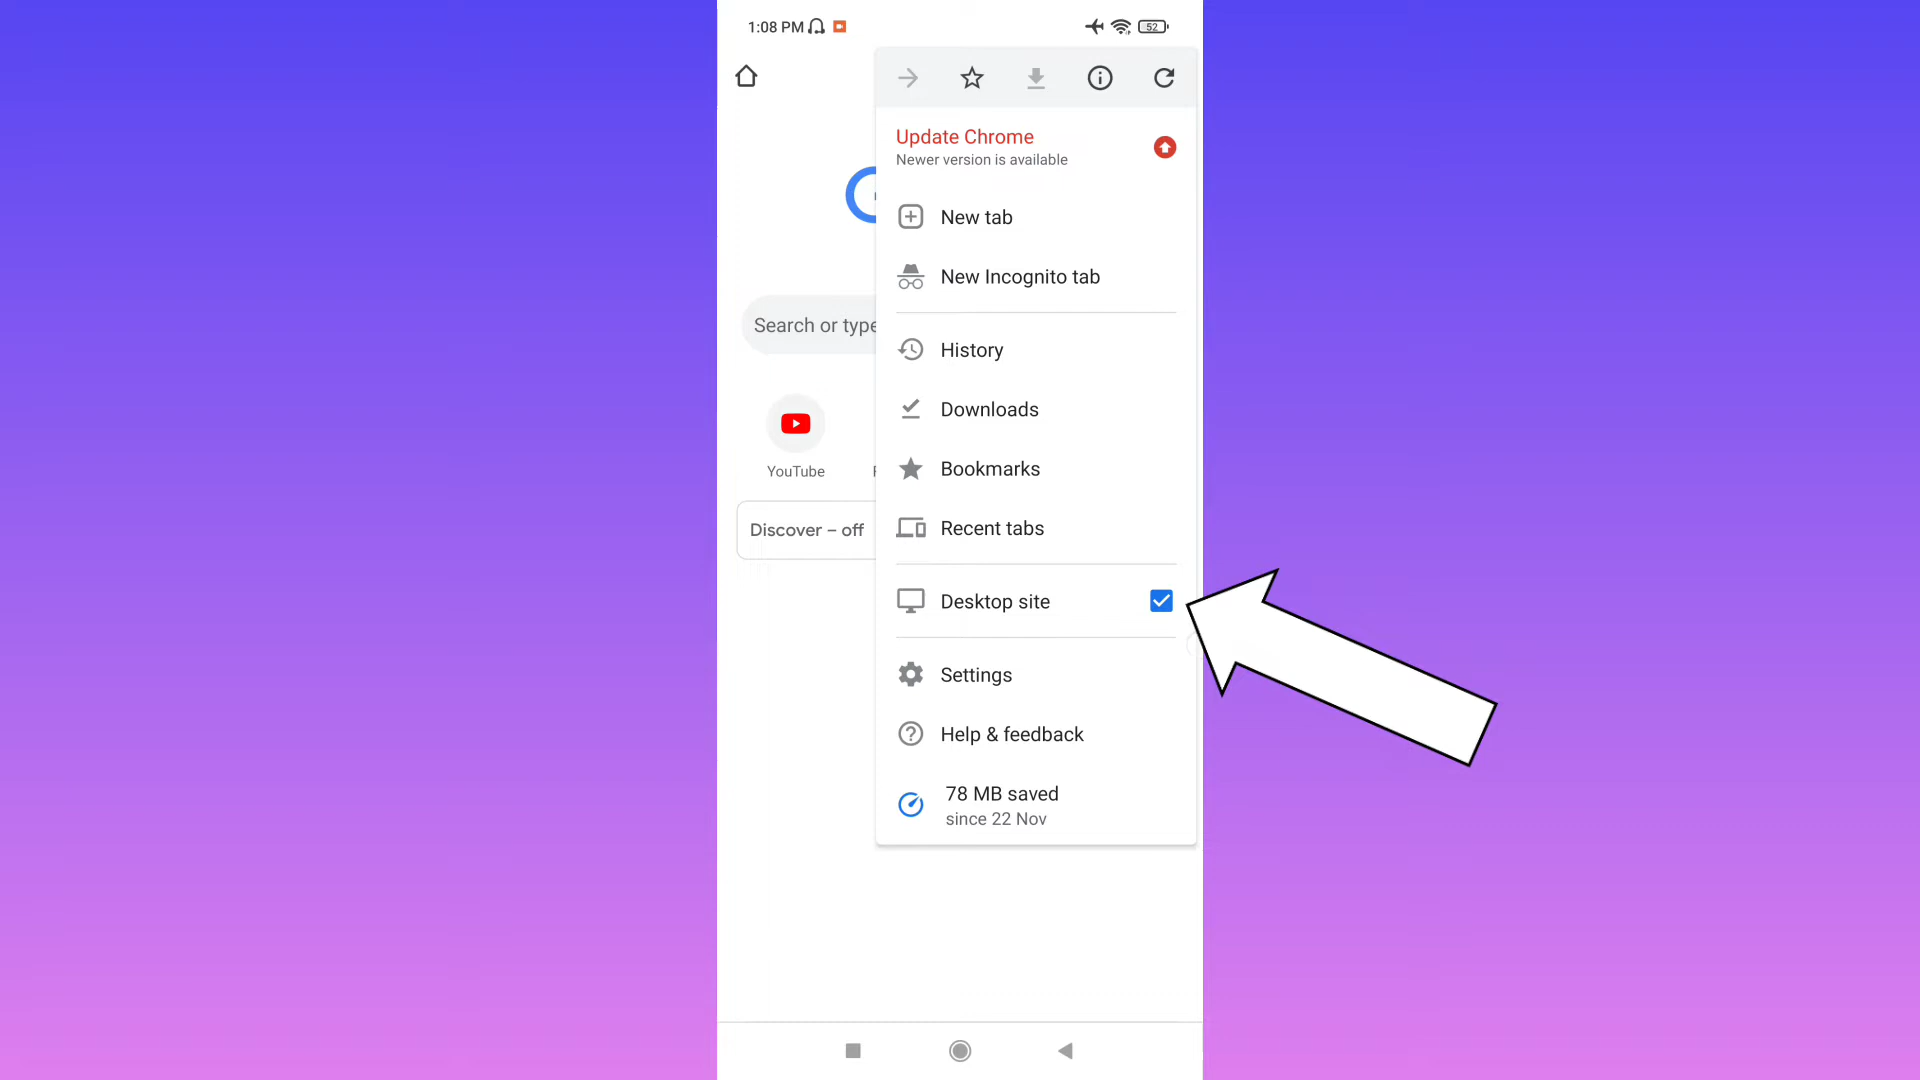 1:08 PM
52
Update Chrome
Newer version is available
New tab
New Incognito tab
Search or type
History
Downloads
YouTube
Bookmarks
Discover – off
Recent tabs
Desktop site
Settings
Help & feedback
78 MB saved
since 22 Nov